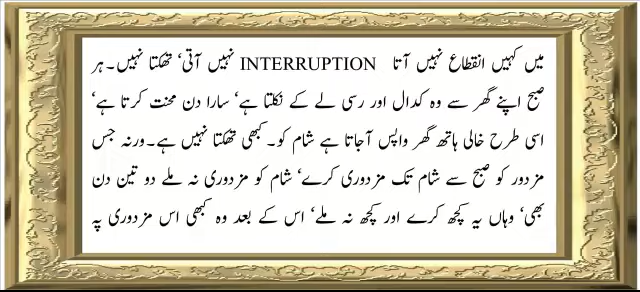 میں کہیں انقطاع نہیں آتا INTERRUPTION نہیں آتی‘ تھکتا نہیں۔ ہر
صبح اپنے گھر سے وہ کدال اور رسی لے کے نکلتا ہے‘ سارا دن محنت کرتا ہے‘
اسی طرح خالی ہاتھ گھر واپس آجاتا ہے شام کو۔ کبھی تھکتا نہیں ہے۔ ورنہ جس
مزدور کو صبح سے شام تک مزدوری کرے‘ شام کو مزدوری نہ ملے دو تین دن
بھی‘ وہاں یہ کچھ کرے اور کچھ نہ ملے‘ اس کے بعد وہ کبھی اس مزدوری پہ